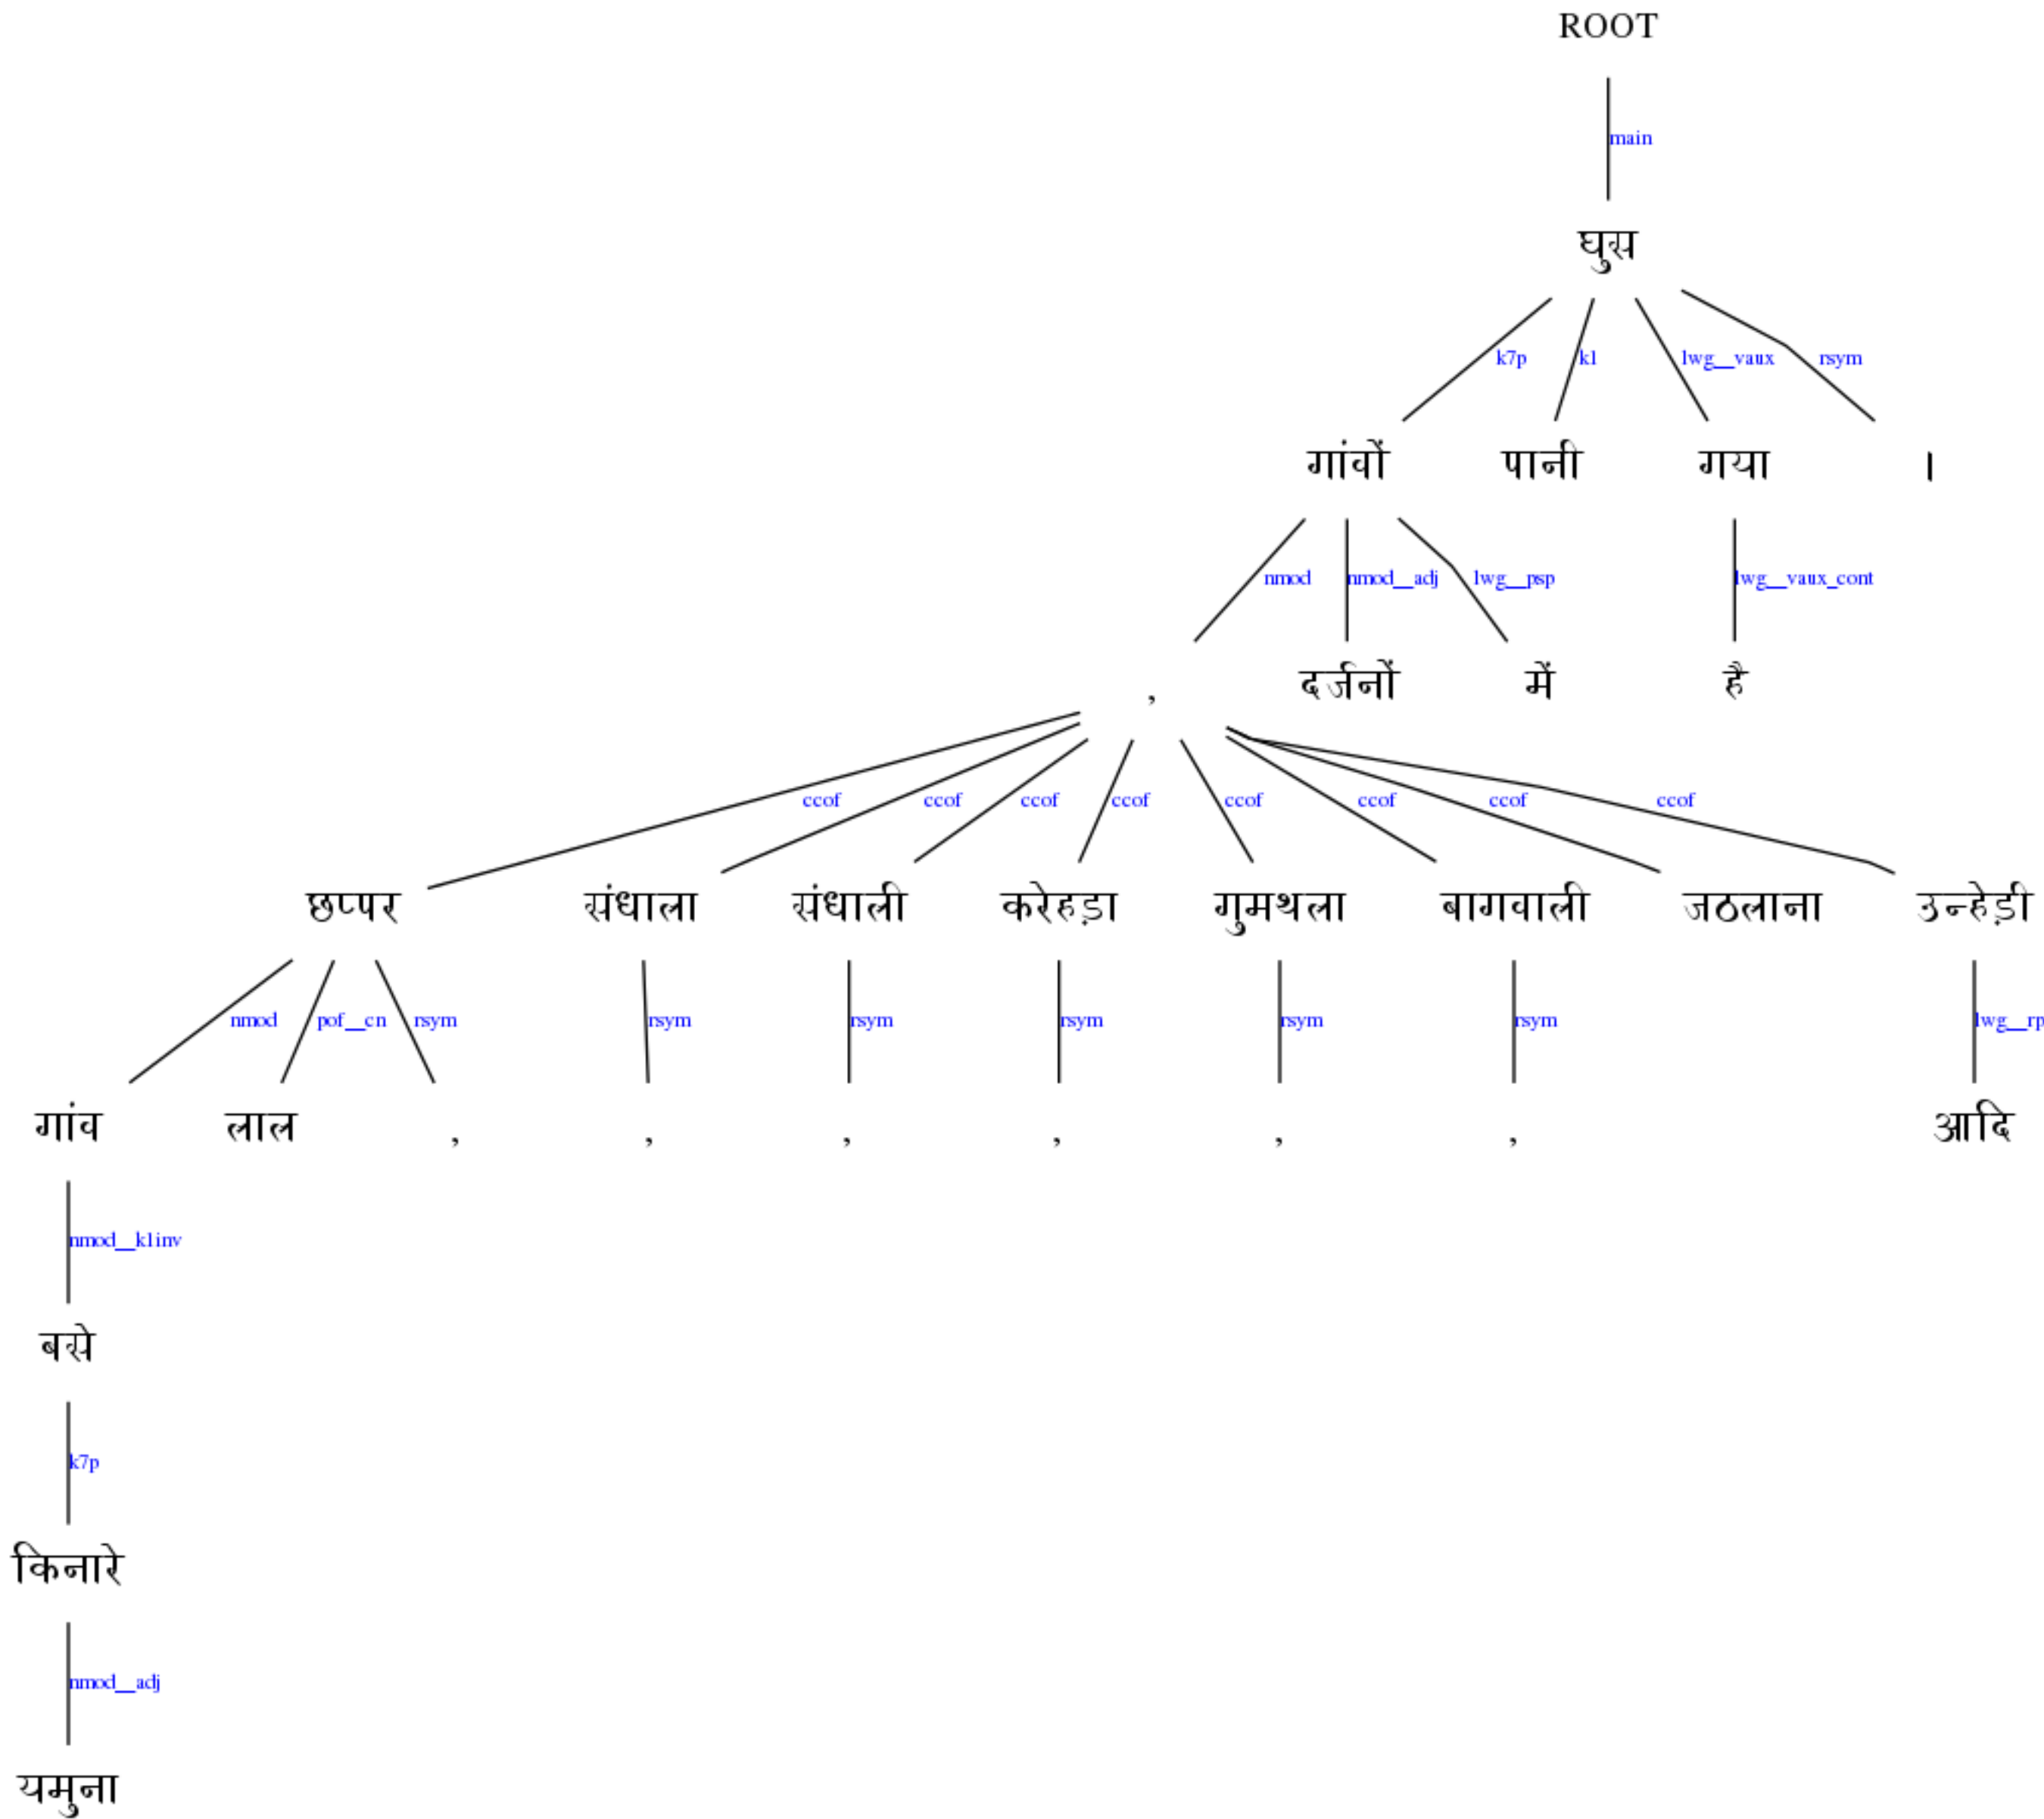 ROOT
main
घुस
k7p k1 lwg__vaux rsym
गांवों पानी गया ।
nmod nmod__adj lwg__psp lwg__vaux_cont
, दर्जनों में है
ccof ccof ccof ccof ccof ccof ccof ccof
छप्पर संधाला संधाली करेहड़ा गुमथला बागवाली जठलाना उन्हेड़ी
nmod pof__cn rsym rsym rsym rsym rsym rsym lwg__rp
गांव लाल , , , , , , आदि
nmod__k1inv
बसे
k7p
किनारे
nmod__adj
यमुना